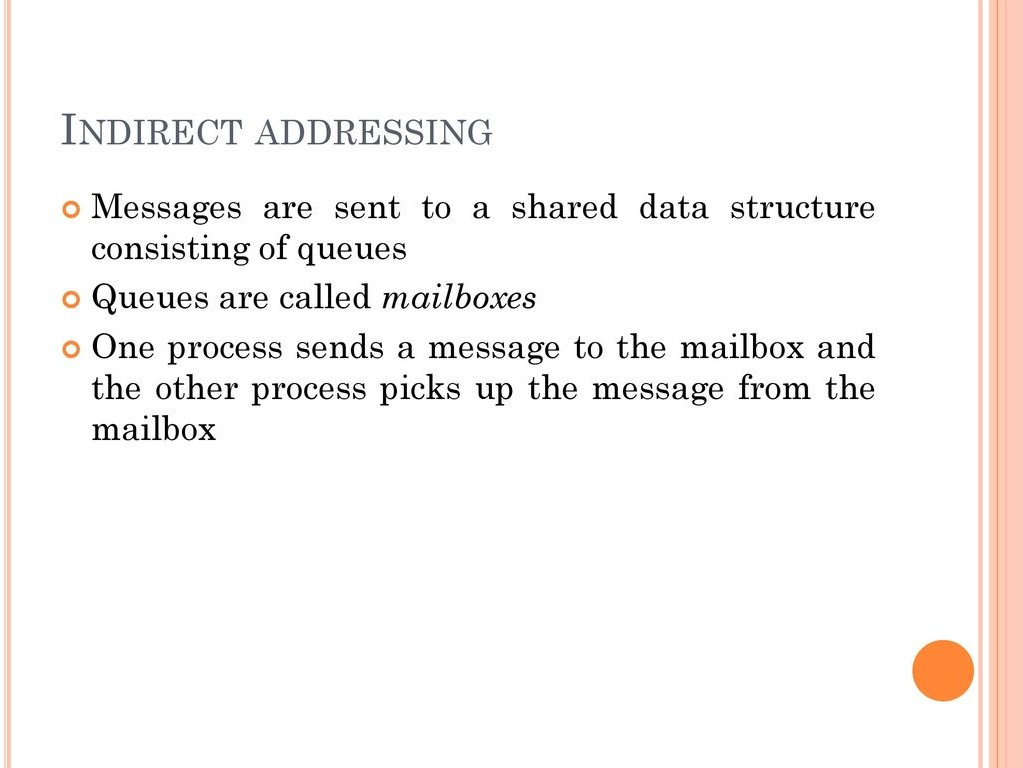 INDIRECT ADDRESSING
Messages are sent to a shared data structure
consisting of queues
Queues are called mailboxes
One process sends a message to the mailbox and
the other process picks up the message from the
mailbox